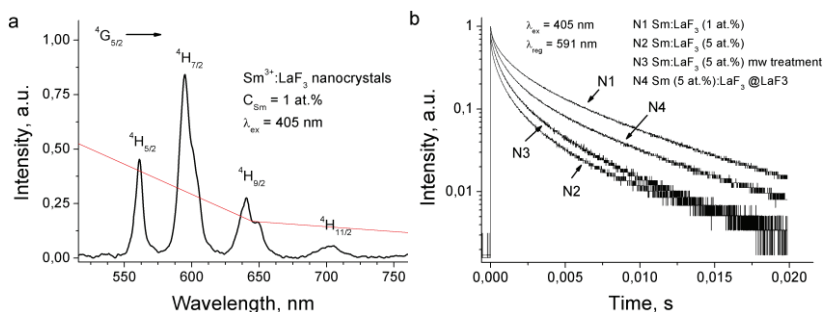 a
⁴G₅/₂
⁴H₇/₂
Sm³⁺:LaF₃ nanocrystals
C_Sm = 1 at.%
λ_ex = 405 nm
⁴H₅/₂
⁴H₉/₂
⁴H₁₁/₂
1.00
0.75
0.50
0.25
0,00
Intensity, a.u.
550
600
650
700
750
Wavelength, nm
b
λ_ex = 405 nm
λ_reg = 591 nm
N1 Sm:LaF₃ (1 at.%)
N2 Sm:LaF₃ (5 at.%)
N3 Sm:LaF₃ (5 at.%) mw treatment
N4 Sm (5 at.%):LaF₃ @LaF3
N1
N4
N3
N2
1
0.1
0,01
Intensity, a.u.
0,000
0,005
0,010
0,015
0,020
Time, s